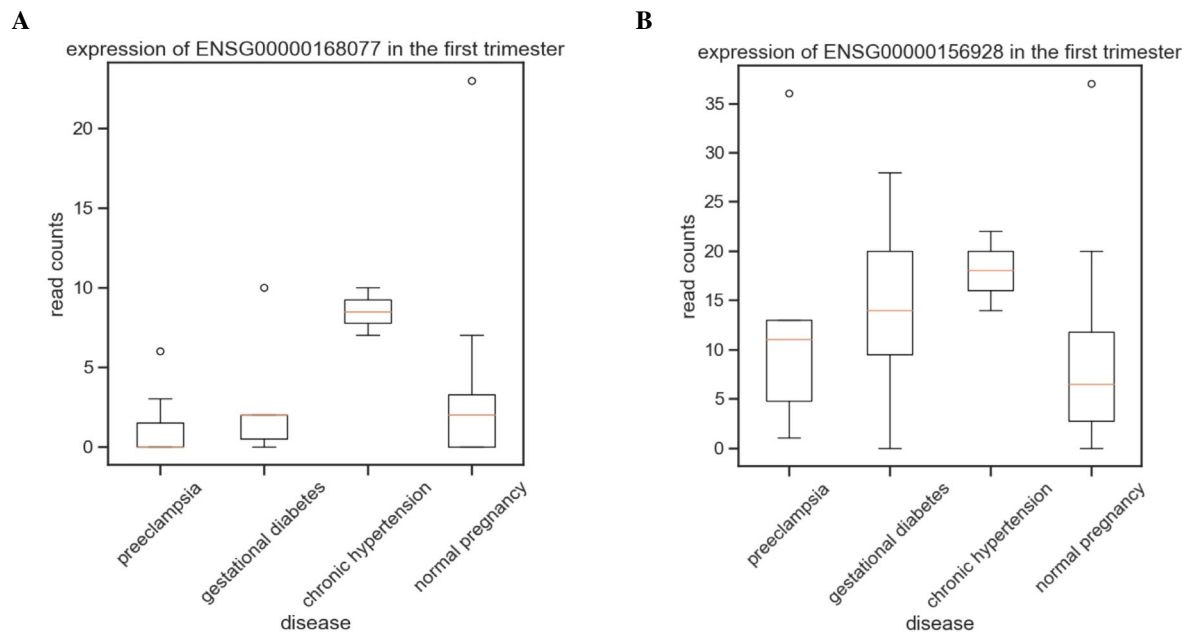 A
expression of ENSG00000168077 in the first trimester
read counts
20
15
10
5
0
preeclampsia
gestational diabetes
chronic hypertension
normal pregnancy
disease
B
expression of ENSG00000156928 in the first trimester
read counts
35
30
25
20
15
10
5
0
preeclampsia
gestational diabetes
chronic hypertension
normal pregnancy
disease